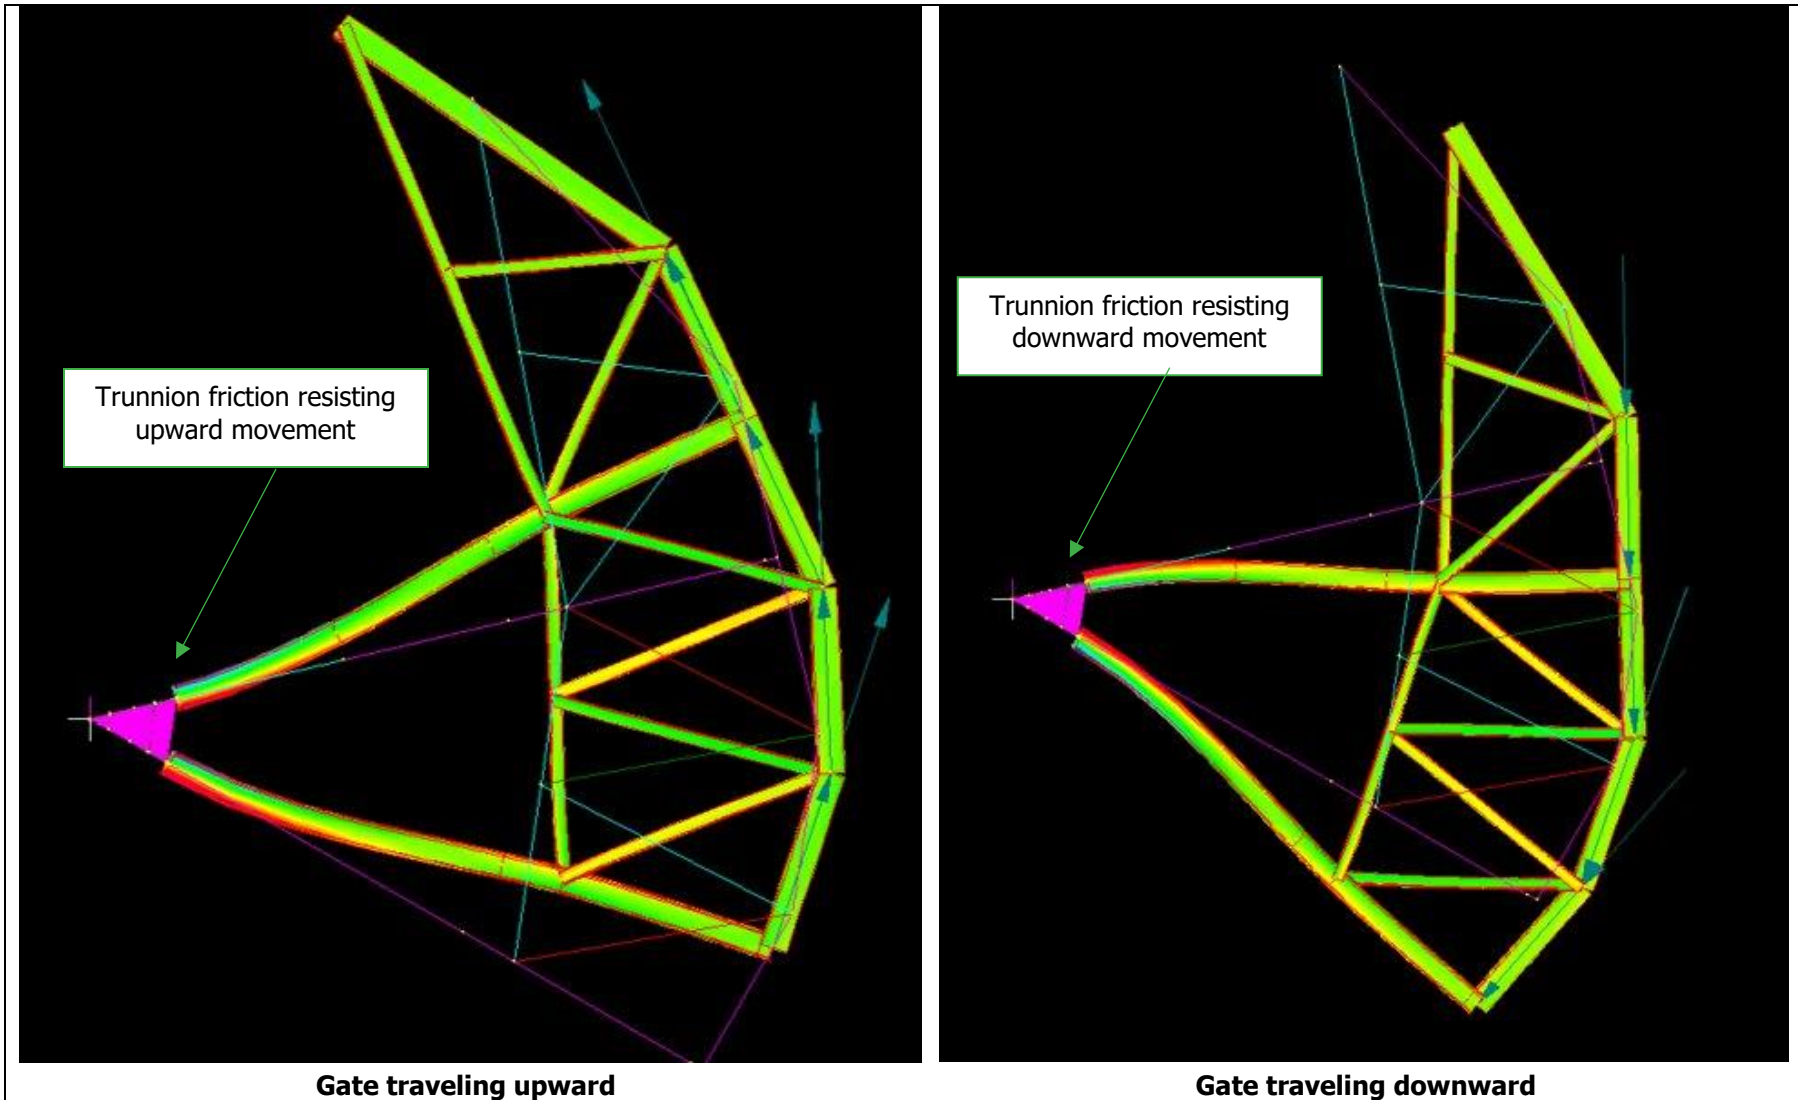 Trunnion friction resisting
upward movement
Trunnion friction resisting
downward movement
Gate traveling upward
Gate traveling downward